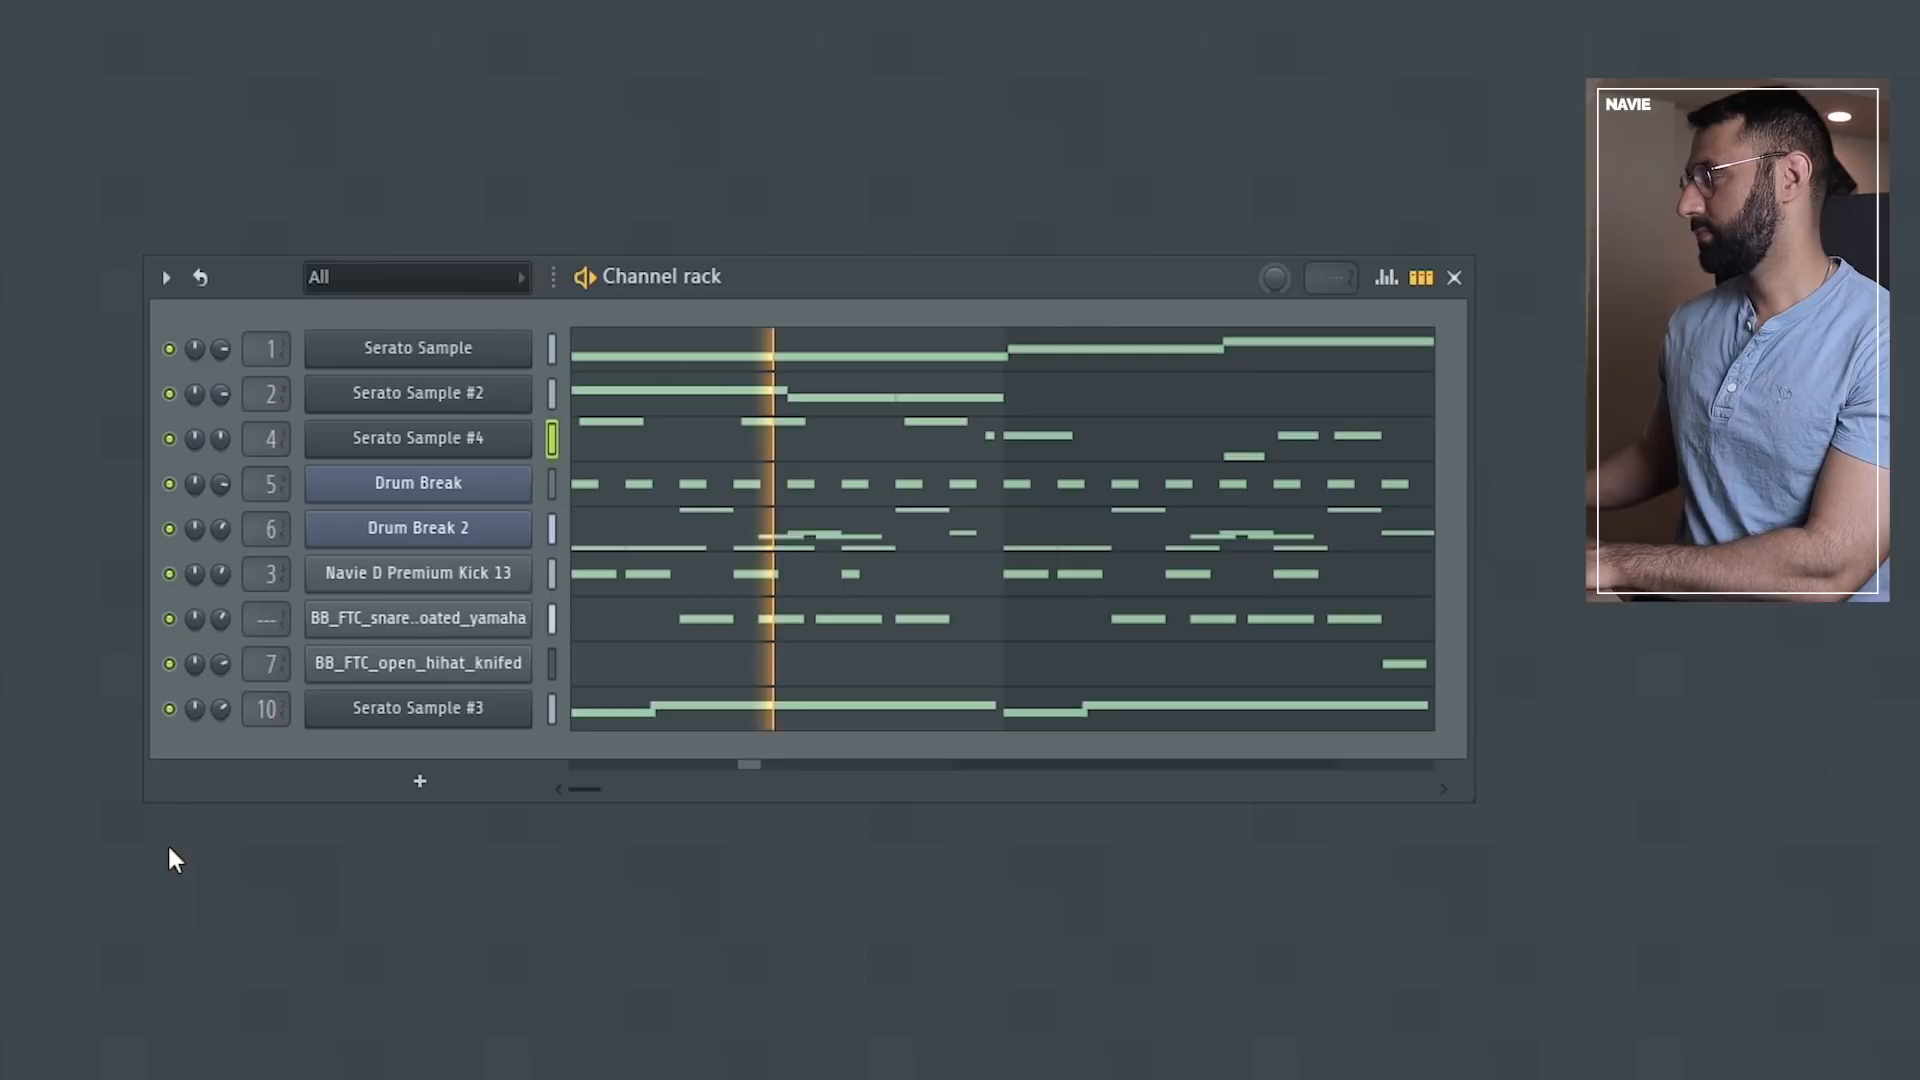 NAVIE
All
Channel rack
1 Serato Sample
2 Serato Sample #2
4 Serato Sample #4
5 Drum Break
6 Drum Break 2
3 Navie D Premium Kick 13
--- BB_FTC_snare..oated_yamaha
7 BB_FTC_open_hihat_knifed
10 Serato Sample #3
+